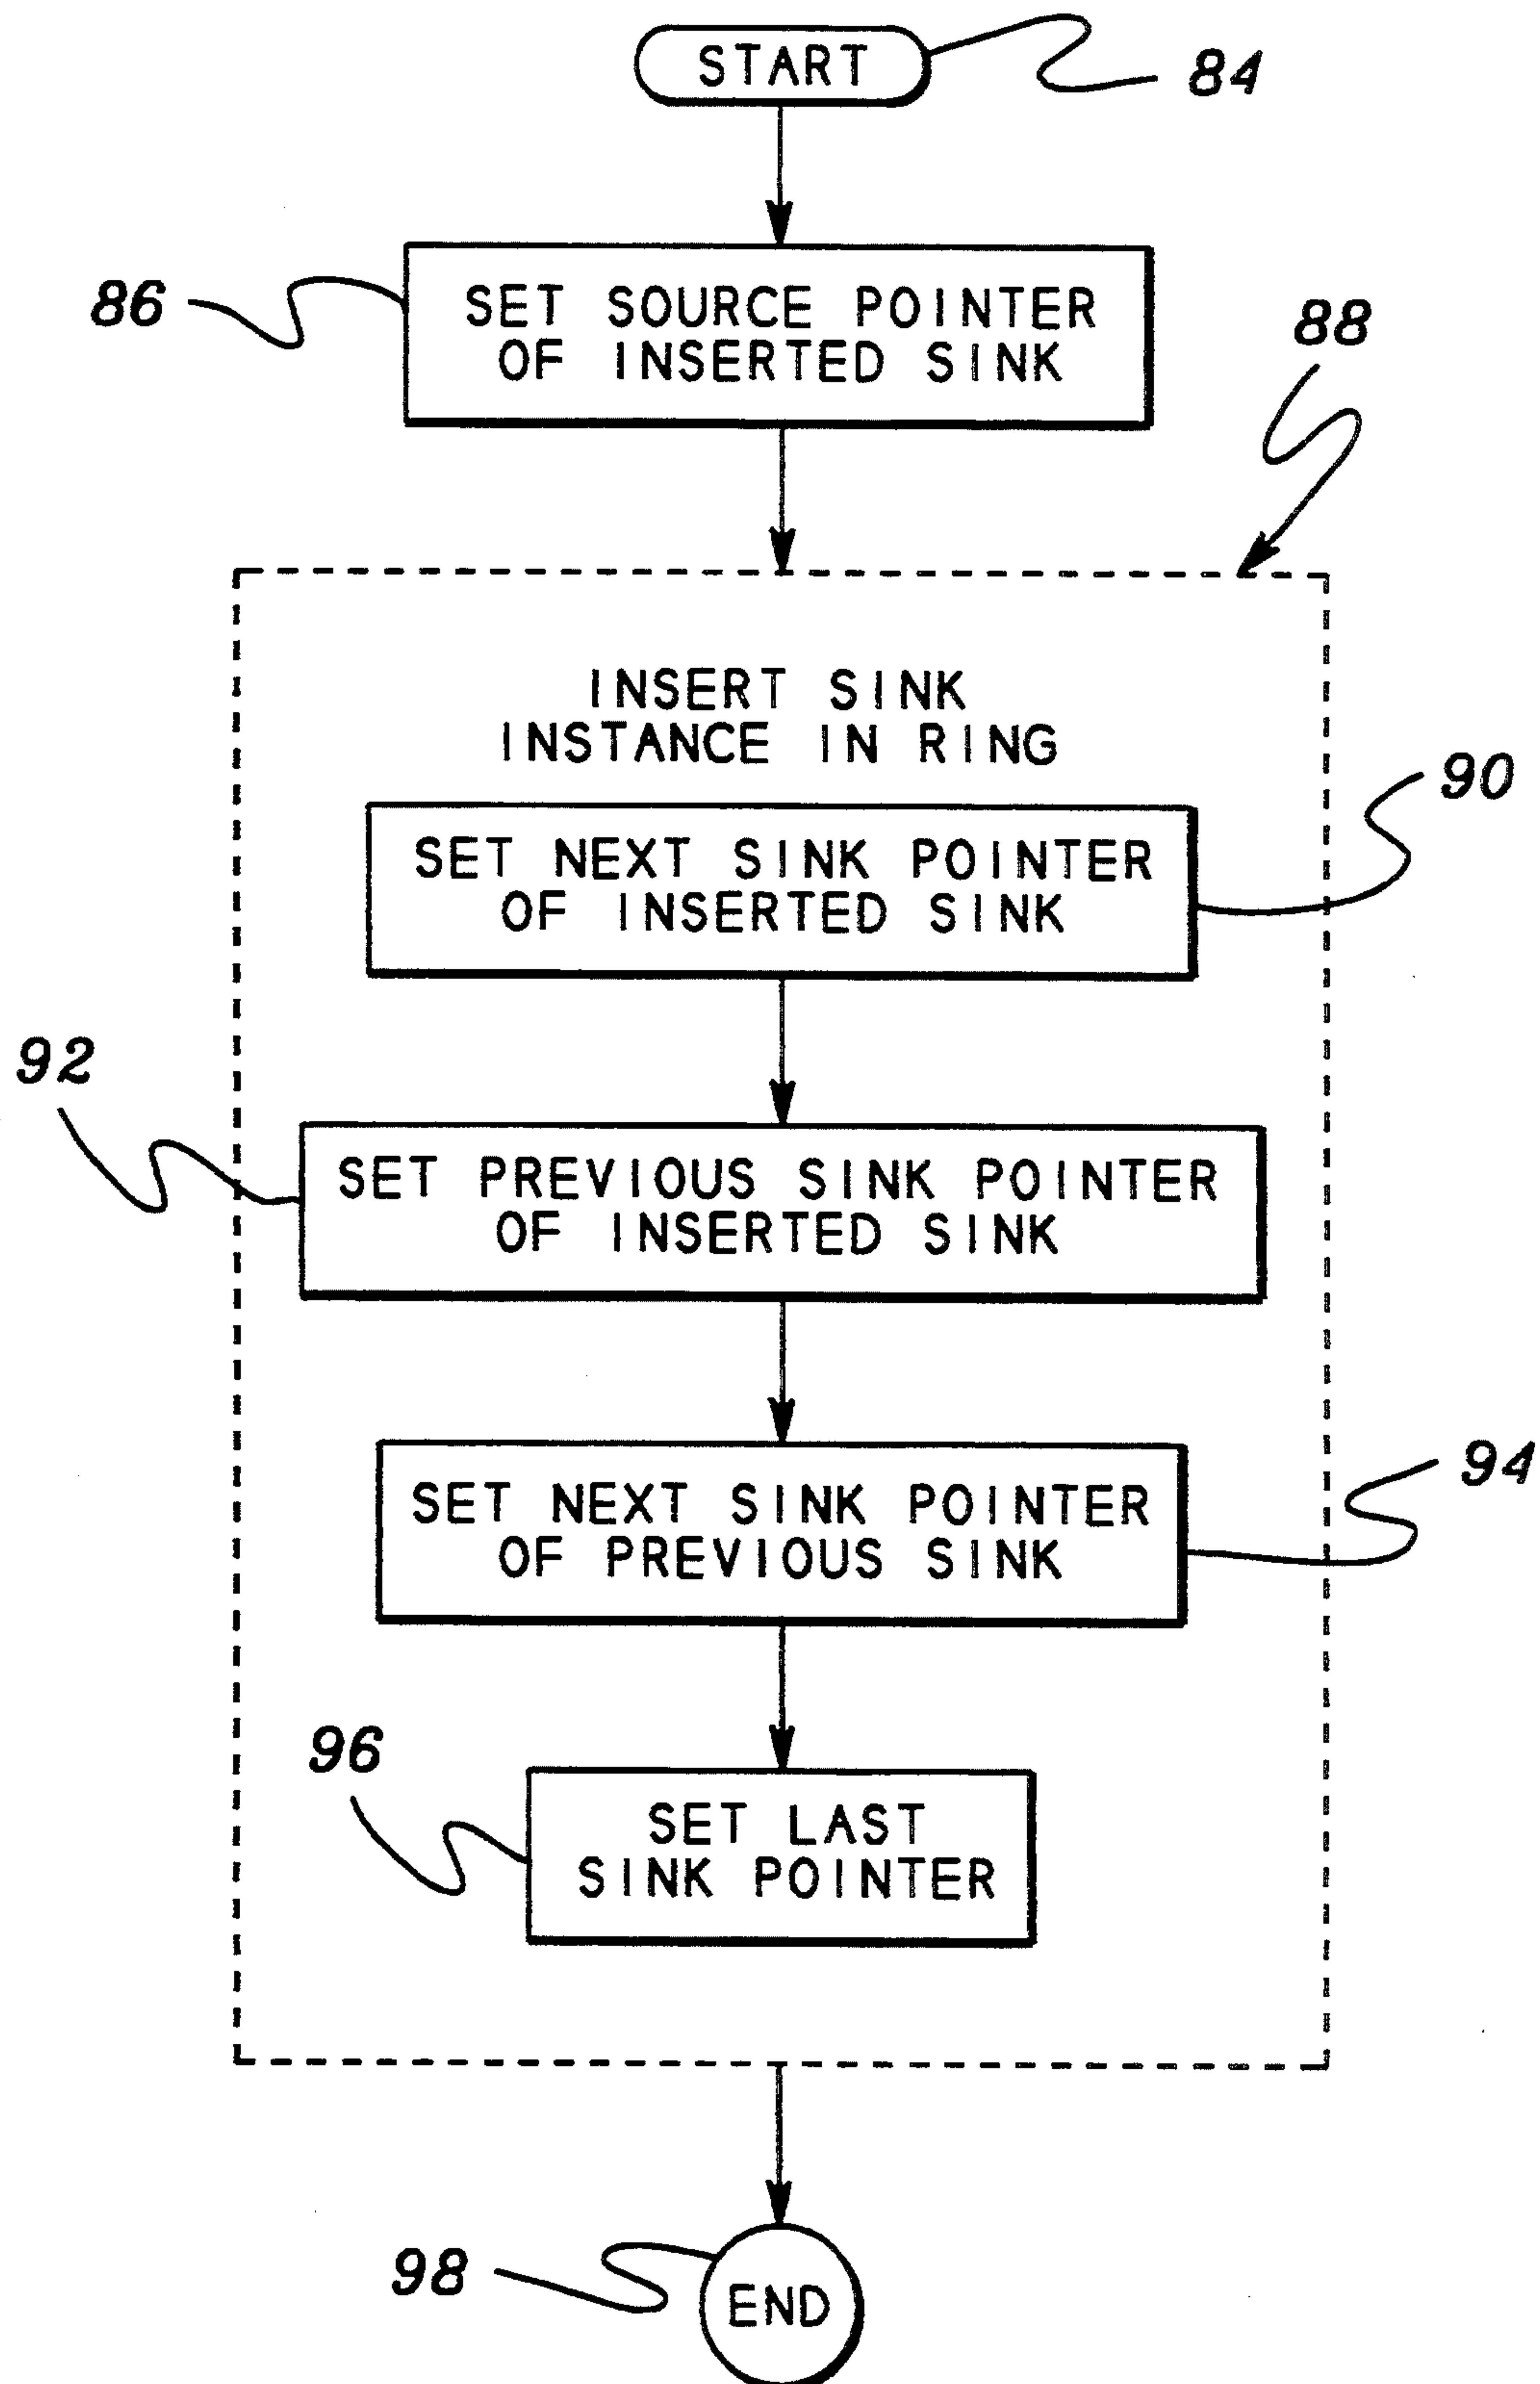 START
84
86
SET SOURCE POINTER
OF INSERTED SINK
88
INSERT SINK
INSTANCE IN RING
90
SET NEXT SINK POINTER
OF INSERTED SINK
92
SET PREVIOUS SINK POINTER
OF INSERTED SINK
94
SET NEXT SINK POINTER
OF PREVIOUS SINK
96
SET LAST
SINK POINTER
98
END